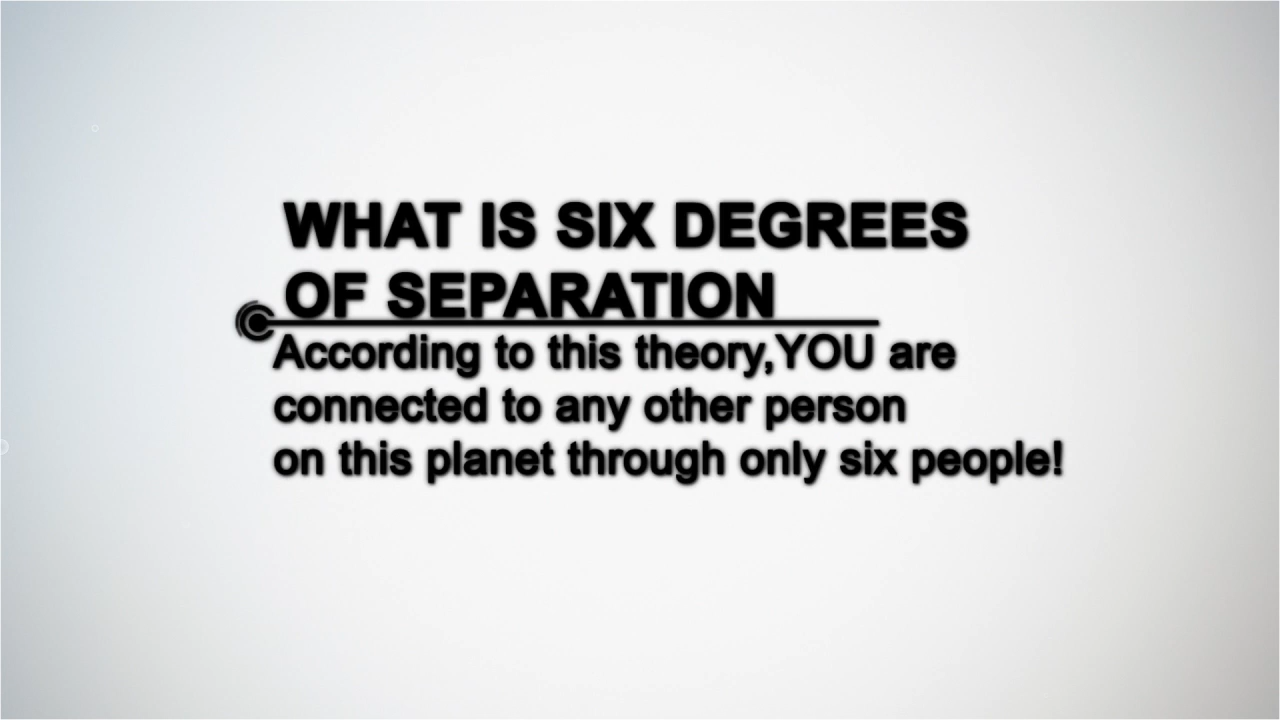 WHAT IS SIX DEGREES
OF SEPARATION
According to this theory,YOU are
connected to any other person
on this planet through only six people!